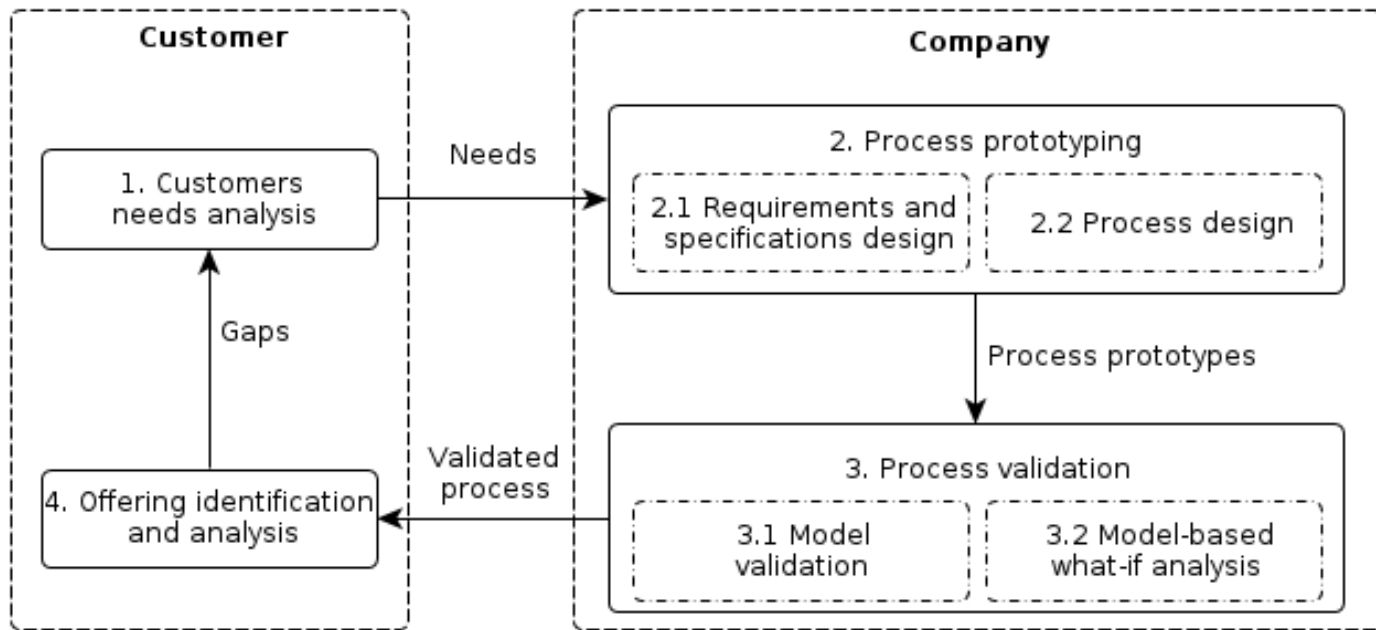 Customer
Company
1. Customers
needs analysis
Needs
2. Process prototyping
2.1 Requirements and
specifications design
2.2 Process design
Gaps
Process prototypes
Validated
process
3. Process validation
4. Offering identification
and analysis
3.1 Model
validation
3.2 Model-based
what-if analysis